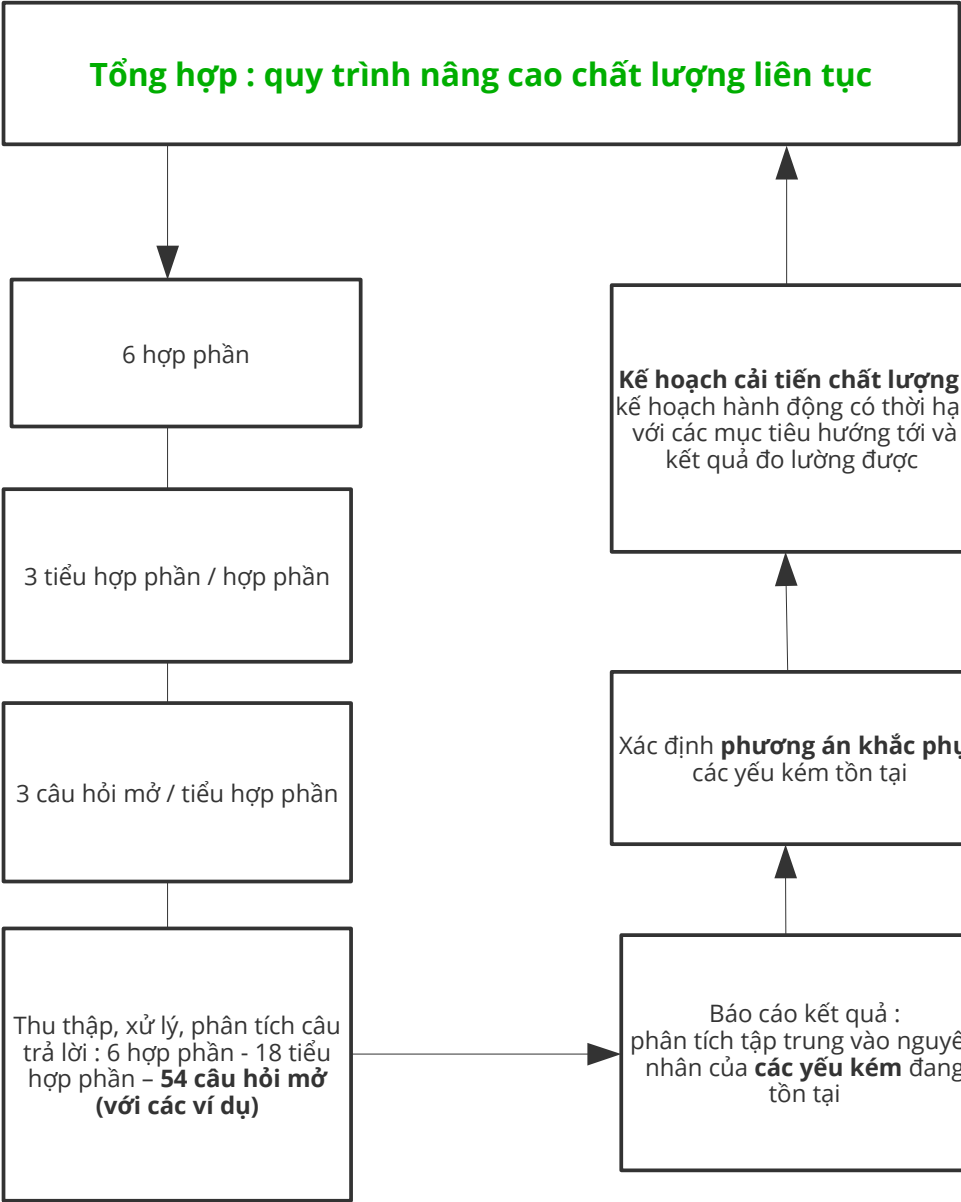 Tổng hợp : quy trình nâng cao chất lượng liên tục
6 hợp phần
3 tiểu hợp phần / hợp phần
3 câu hỏi mở / tiểu hợp phần
Thu thập, xử lý, phân tích câu
trả lời : 6 hợp phần - 18 tiểu
hợp phần – 54 câu hỏi mở
(với các ví dụ)
Báo cáo kết quả :
phân tích tập trung vào
nhân của các yếu kém đang
tồn tại
Xác định phương án khắc
các yếu kém tồn tại
Kế hoạch cải tiến chất lượng
kế hoạch hành động có thời
với các mục tiêu hướng tới và
kết quả đo lường được